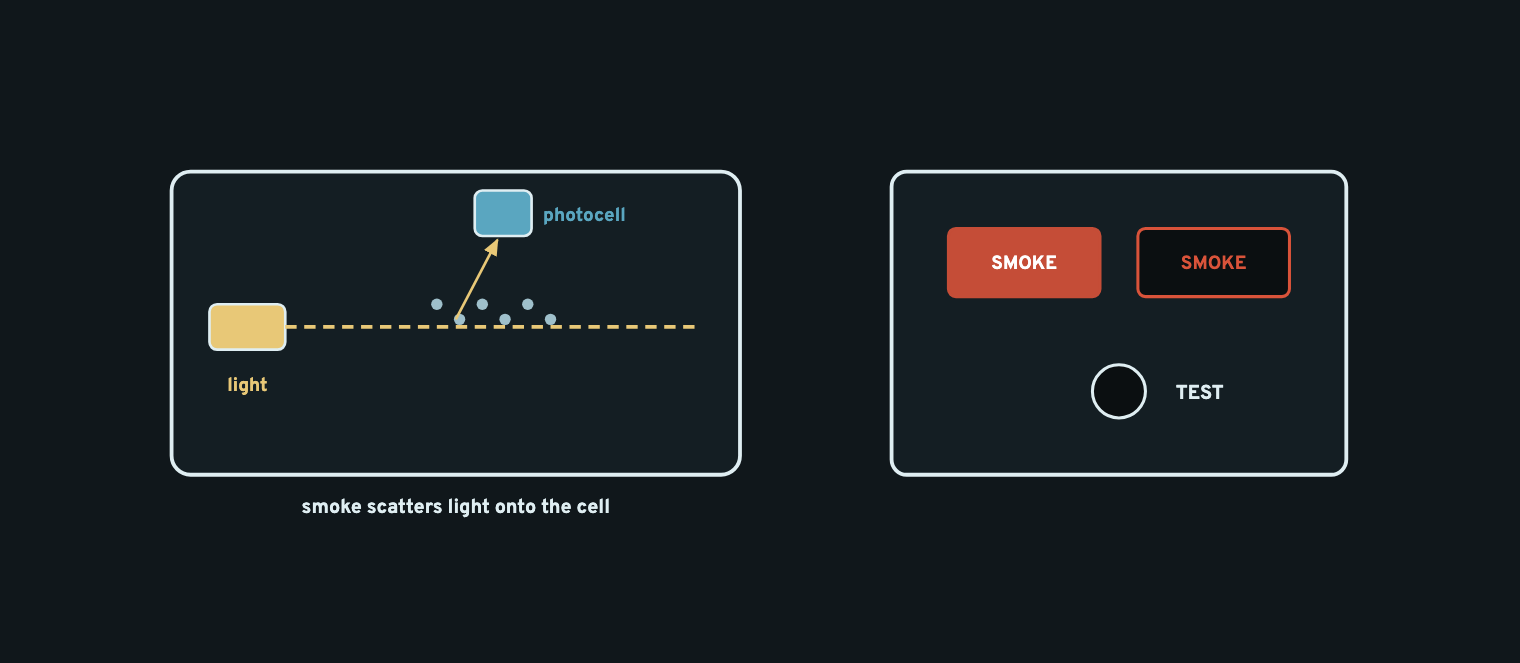 photocell
light
smoke scatters light onto the cell
SMOKE
SMOKE
TEST